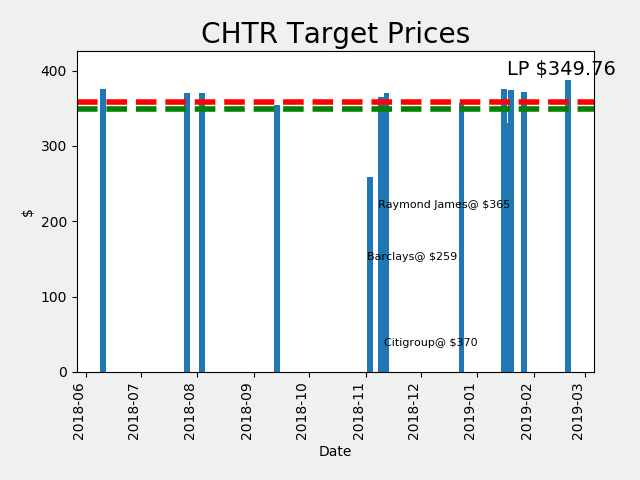 CHTR Target Prices
LP $349.76
400
300
200
100
0
$
Raymond James@ $365
Barclays@ $259
Citigroup@ $370
2018-06
2018-07
2018-08
2018-09
2018-10
2018-11
2018-12
2019-01
2019-02
2019-03
Date